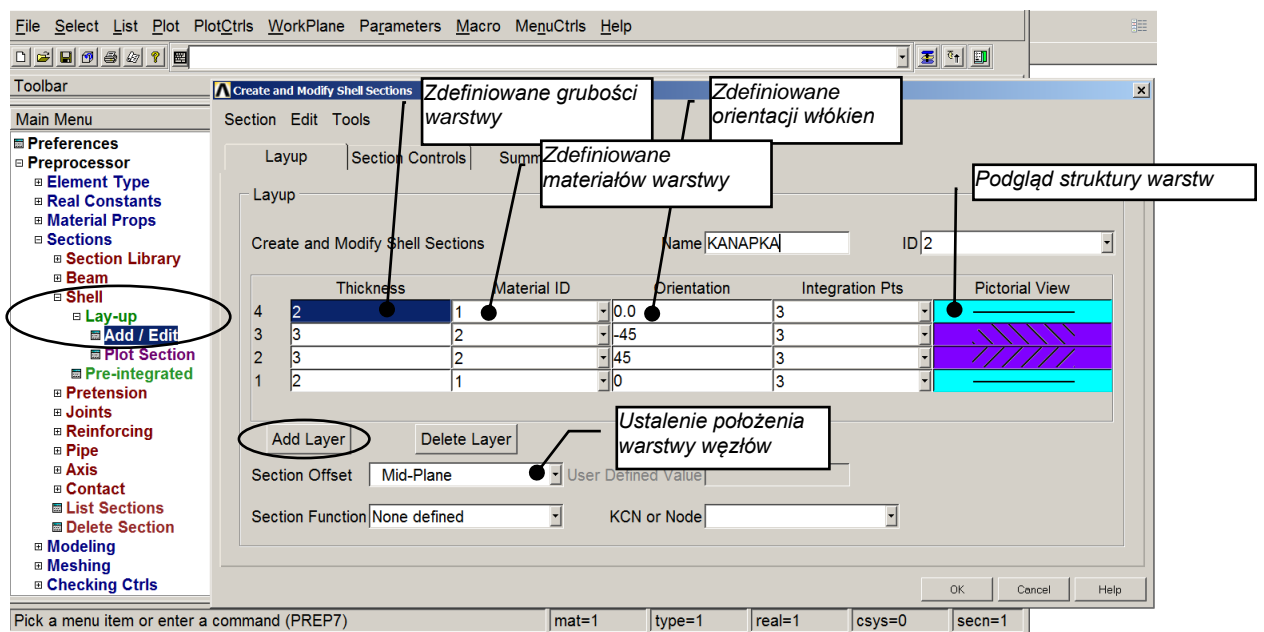 File Select List Plot PlotCtrls WorkPlane Parameters Macro MenuCtrls Help
Toolbar
Main Menu
Preferences
Preprocessor
Element Type
Real Constants
Material Props
Sections
Section Library
Beam
Shell
Lay-up
Add / Edit
Plot Section
Pre-integrated
Pretension
Joints
Reinforcing
Pipe
Axis
Contact
List Sections
Delete Section
Modeling
Meshing
Checking Ctrls
Create and Modify Shell Sections
Zdefiniowane grubości
warstwy
Zdefiniowane
orientacji włókien
Section Edit Tools
Layup Section Controls Summ
Zdefiniowane
materiałów warstwy
Podgląd struktury warstw
Layup
Create and Modify Shell Sections Name KANAPKA ID 2
Thickness Material ID Orientation Integration Pts Pictorial View
4 2 1 0.0 3
3 3 2 -45 3
2 3 2 45 3
1 2 1 0 3
Add Layer Delete Layer
Ustalenie położenia
warstwy węzłów
Section Offset Mid-Plane User Defined Value
Section Function None defined KCN or Node
OK Cancel Help
Pick a menu item or enter a command (PREP7) mat=1 type=1 real=1 csys=0 secn=1